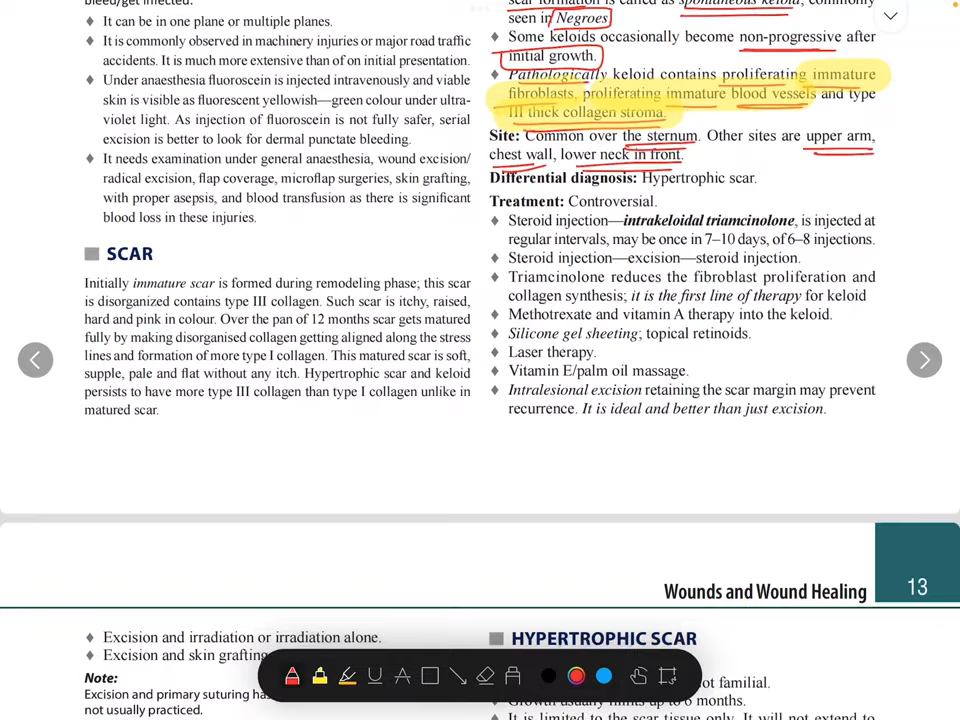 bleed/get infected.
♦ It can be in one plane or multiple planes.
♦ It is commonly observed in machinery injuries or major road traffic
accidents. It is much more extensive than of on initial presentation.
♦ Under anaesthesia fluoroscein is injected intravenously and viable
skin is visible as fluorescent yellowish—green colour under ultra-
violet light. As injection of fluoroscein is not fully safer, serial
excision is better to look for dermal punctate bleeding.
♦ It needs examination under general anaesthesia, wound excision/
radical excision, flap coverage, microflap surgeries, skin grafting,
with proper asepsis, and blood transfusion as there is significant
blood loss in these injuries.
SCAR
Initially immature scar is formed during remodeling phase; this scar
is disorganized contains type III collagen. Such scar is itchy, raised,
hard and pink in colour. Over the pan of 12 months scar gets matured
fully by making disorganised collagen getting aligned along the stress
lines and formation of more type I collagen. This matured scar is soft,
supple, pale and flat without any itch. Hypertrophic scar and keloid
persists to have more type III collagen than type I collagen unlike in
matured scar.
scar formation is called as spontaneous keloid, commonly
seen in Negroes
♦ Some keloids occasionally become non-progressive after
initial growth.
♦ Pathologically keloid contains proliferating immature
fibroblasts, proliferating immature blood vessels and type
III thick collagen stroma.
Site: Common over the sternum. Other sites are upper arm,
chest wall, lower neck in front.
Differential diagnosis: Hypertrophic scar.
Treatment: Controversial.
♦ Steroid injection—intrakeloidal triamcinolone, is injected at
regular intervals, may be once in 7–10 days, of 6–8 injections.
♦ Steroid injection—excision—steroid injection.
♦ Triamcinolone reduces the fibroblast proliferation and
collagen synthesis; it is the first line of therapy for keloid
♦ Methotrexate and vitamin A therapy into the keloid.
♦ Silicone gel sheeting; topical retinoids.
♦ Laser therapy.
♦ Vitamin E/palm oil massage.
♦ Intralesional excision retaining the scar margin may prevent
recurrence. It is ideal and better than just excision.
Wounds and Wound Healing
13
♦ Excision and irradiation or irradiation alone.
♦ Excision and skin grafting
Note:
Excision and primary suturing ha
not usually practiced.
HYPERTROPHIC SCAR
not familial.
months.
♦ It is limited to the scar tissue only. It will not extend to